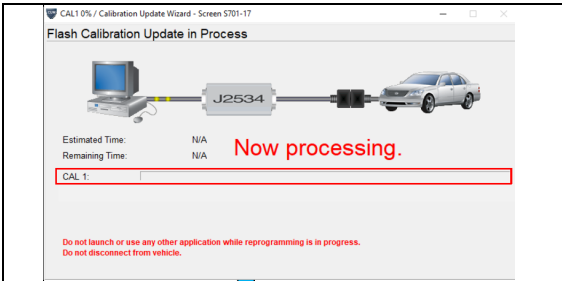 CAL1 0% / Calibration Update Wizard - Screen S701-17
Flash Calibration Update in Process
J2534
Estimated Time: N/A
Remaining Time: N/A
Now processing.
CAL 1:
Do not launch or use any other application while reprogramming is in progress.
Do not disconnect from vehicle.